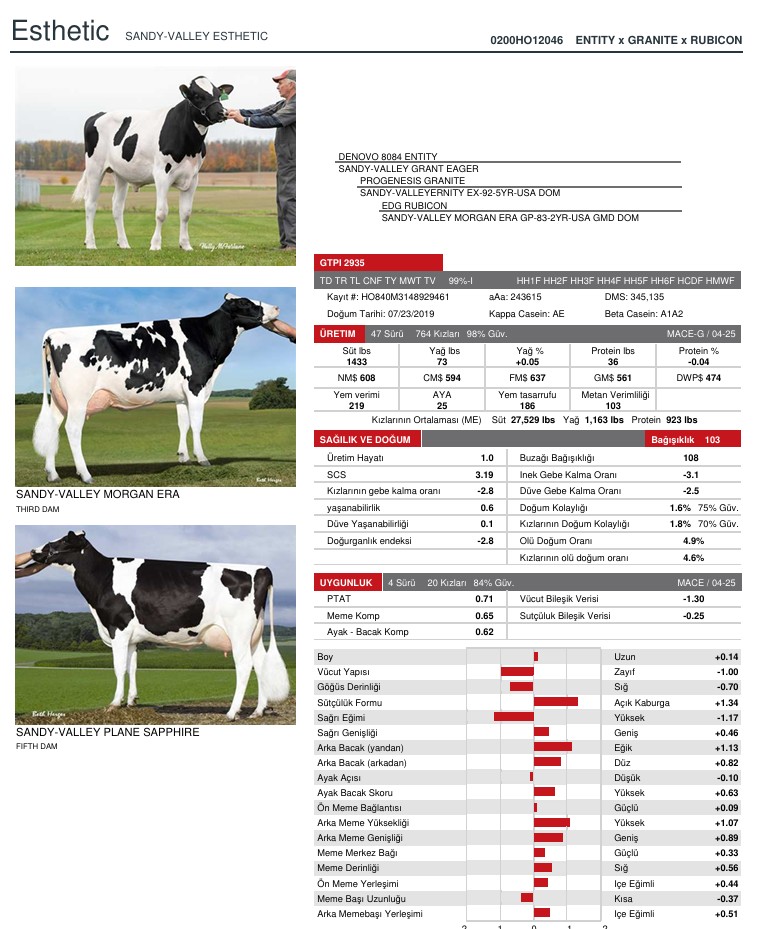 Esthetic SANDY-VALLEY ESTHETIC 0200HO12046 ENTITY x GRANITE x RUBICON
DENOVO 8084 ENTITY
SANDY-VALLEY GRANT EAGER
PROGENESIS GRANITE
SANDY-VALLEYERNITY EX-92-5YR-USA DOM
EDG RUBICON
SANDY-VALLEY MORGAN ERA GP-83-2YR-USA GMD DOM
GTPI 2935
TD TR TL CNF TY MWT TV 99%-I HH1F HH2F HH3F HH4F HH5F HH6F HCDF HMWF
Kayıt #: HO840M3148929461 aAa: 243615 DMS: 345,135
Doğum Tarihi: 07/23/2019 Kappa Casein: AE Beta Casein: A1A2
ÜRETİM 47 Sürü 764 Kızları 98% Güv. MACE-G / 04-25
Süt lbs Yağ lbs Yağ % Protein lbs Protein %
1433 73 +0.05 36 -0.04
NM$ 608 CM$ 594 FM$ 637 GM$ 561 DWP$ 474
Yem verimi AYA Yem tasarrufu Metan Verimliliği
219 25 186 103
Kızlarının Ortalaması (ME) Süt 27,529 lbs Yağ 1,163 lbs Protein 923 lbs
SAĞILIK VE DOĞUM Bağışıklık 103
Üretim Hayatı 1.0 Buzağı Bağışıklığı 108
SCS 3.19 Inek Gebe Kalma Oranı -3.1
Kızlarının gebe kalma oranı -2.8 Düve Gebe Kalma Oranı -2.5
yaşanabilirlik 0.6 Doğum Kolaylığı 1.6% 75% Güv.
Düve Yaşanabilirliği 0.1 Kızlarının Doğum Kolaylığı 1.8% 70% Güv.
Doğurganlık endeksi -2.8 Olü Doğum Oranı 4.9%
Kızlarının olü doğum oranı 4.6%
UYGUNLUK 4 Sürü 20 Kızları 84% Güv. MACE / 04-25
PTAT 0.71 Vücut Bileşik Verisi -1.30
Meme Komp 0.65 Sutçüluk Bileşik Verisi -0.25
Ayak - Bacak Komp 0.62
Boy Uzun +0.14
Vücut Yapısı Zayıf -1.00
Göğüs Derinliği Sığ -0.70
Sütçülük Formu Açık Kaburga +1.34
Sağrı Eğimi Yüksek -1.17
Sağrı Genişliği Geniş +0.46
Arka Bacak (yandan) Eğik +1.13
Arka Bacak (arkadan) Düz +0.82
Ayak Açısı Düşük -0.10
Ayak Bacak Skoru Yüksek +0.63
Ön Meme Bağlantısı Güçlü +0.09
Arka Meme Yüksekliği Yüksek +1.07
Arka Meme Genişliği Geniş +0.89
Meme Merkez Bağı Güçlü +0.33
Meme Derinliği Sığ +0.56
Ön Meme Yerleşimi Içe Eğimli +0.44
Meme Başı Uzunluğu Kısa -0.37
Arka Memebaşı Yerleşimi Içe Eğimli +0.51
SANDY-VALLEY MORGAN ERA
THIRD DAM
Beth Herges
SANDY-VALLEY PLANE SAPPHIRE
FIFTH DAM